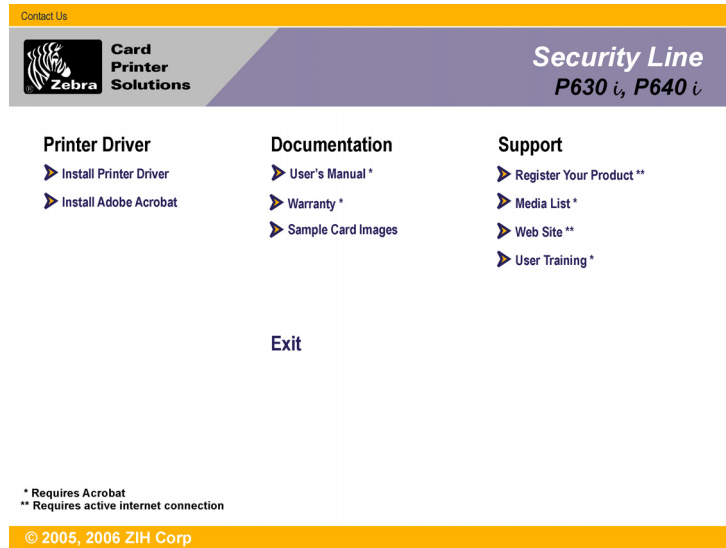 Contact Us
Zebra®
Card
Printer
Solutions
Security Line
P630 i, P640 i
Printer Driver
Install Printer Driver
Install Adobe Acrobat
Documentation
User's Manual *
Warranty *
Sample Card Images
Support
Register Your Product **
Media List *
Web Site **
User Training *
Exit
* Requires Acrobat
** Requires active internet connection
© 2005, 2006 ZIH Corp